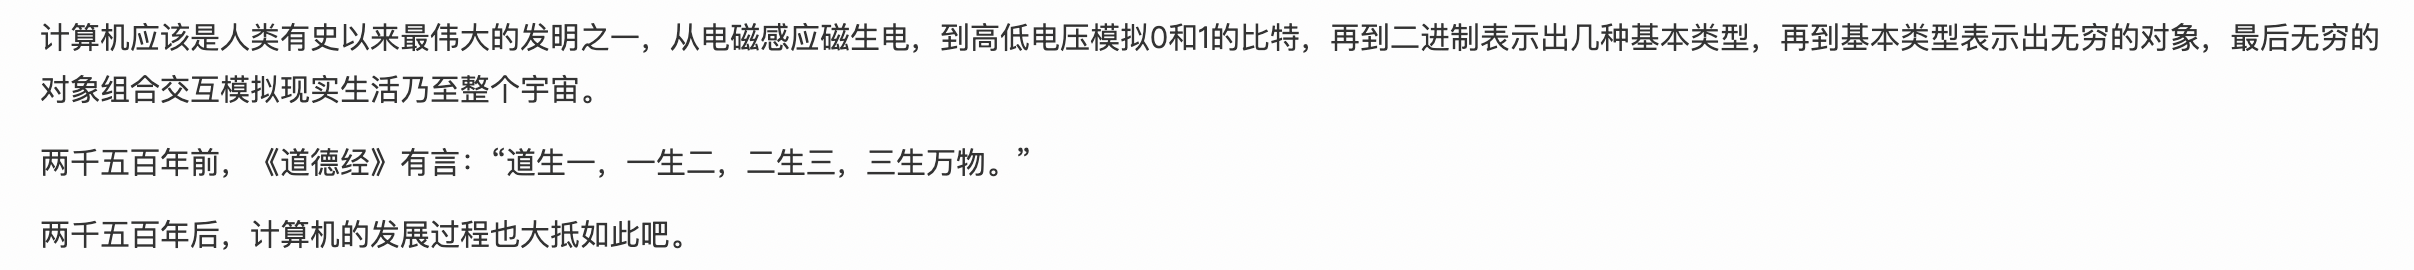 计算机应该是人类有史以来最伟大的发明之一，从电磁感应磁生电，到高低电压模拟0和1的比特，再到二进制表示出几种基本类型，再到基本类型表示出无穷的对象，最后无穷的
对象组合交互模拟现实生活乃至整个宇宙。
两千五百年前，《道德经》有言：“道生一，一生二，二生三，三生万物。”
两千五百年后，计算机的发展过程也大抵如此吧。